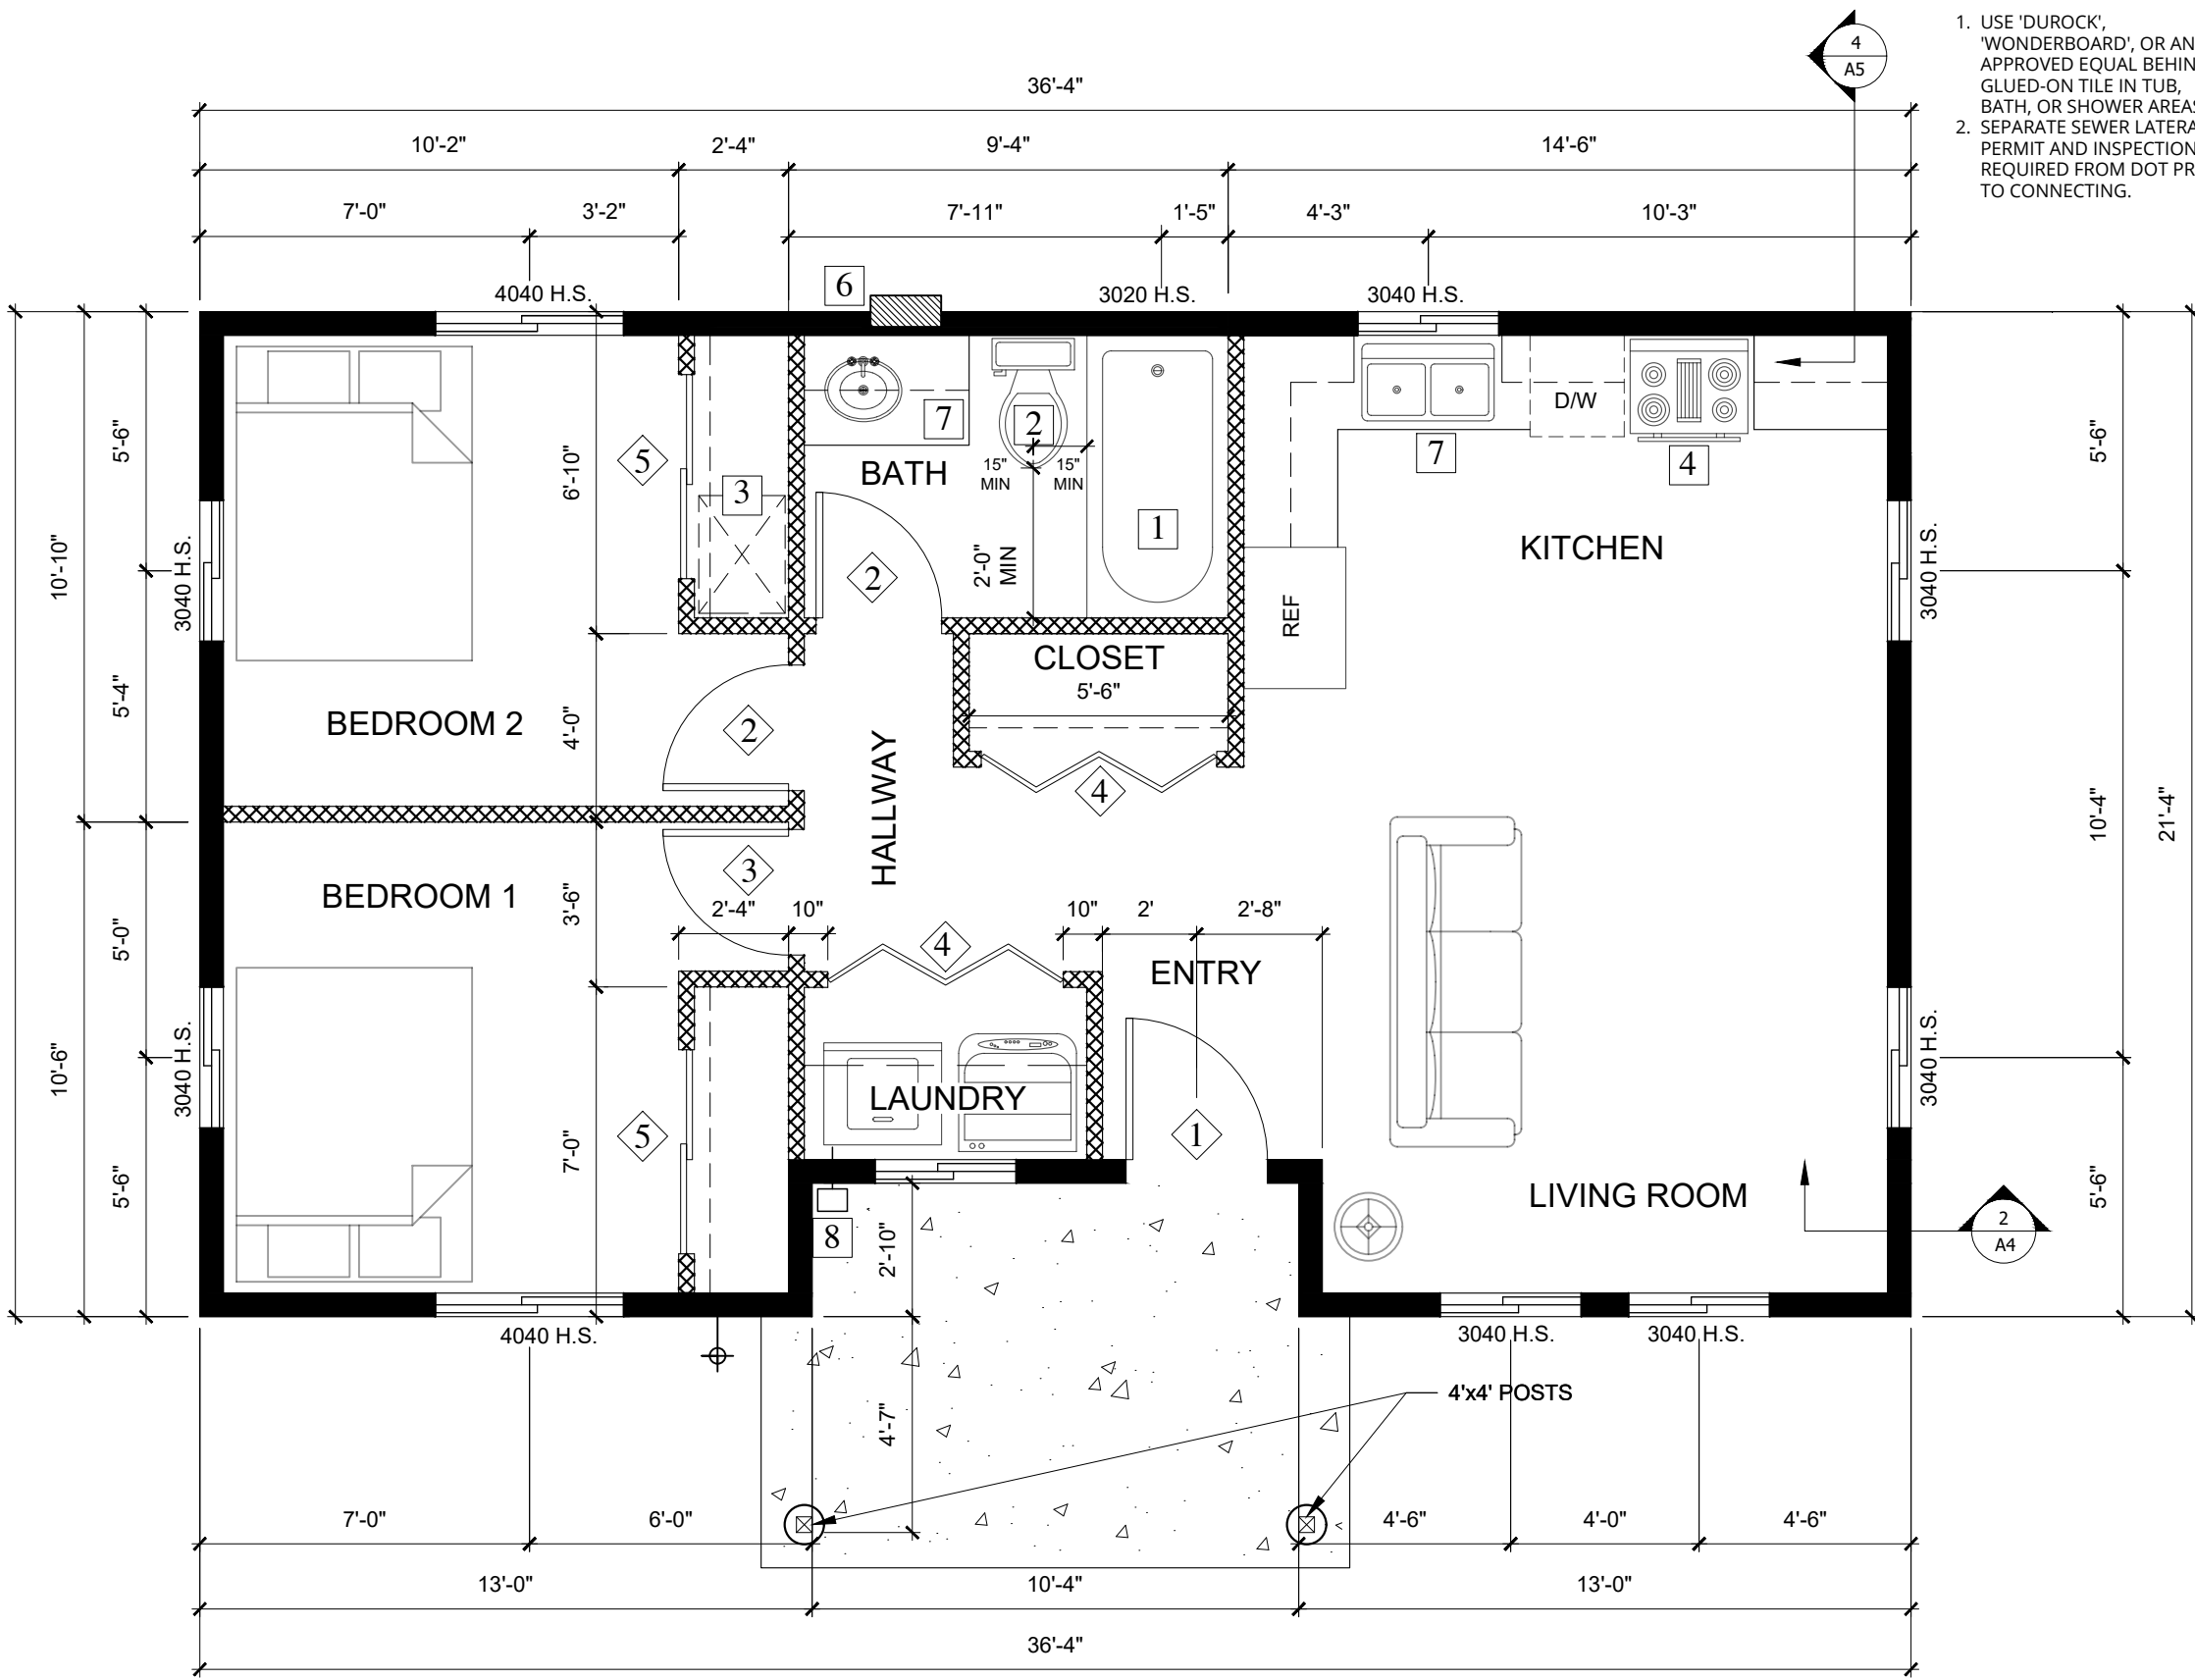 4
A5
1. USE 'DUROCK',
'WONDERBOARD', OR AN
APPROVED EQUAL BEHIN
GLUED-ON TILE IN TUB,
BATH, OR SHOWER AREAS
2. SEPARATE SEWER LATERA
PERMIT AND INSPECTION
REQUIRED FROM DOT PR
TO CONNECTING.
36'-4"
10'-2" 2'-4" 9'-4" 14'-6"
7'-0" 3'-2" 7'-11" 1'-5" 4'-3" 10'-3"
6
4040 H.S. 3020 H.S. 3040 H.S.
7
2
D/W
7
4
5
3
BATH
15"
MIN
15"
MIN
1
2
2'-0"
MIN
KITCHEN
REF
5'-6"
10'-10"
5'-4"
3040 H.S.
6'-10"
4'-0"
5'-6"
3040 H.S.
10'-4"
21'-4"
CLOSET
5'-6"
BEDROOM 2
2
HALLWAY
4
BEDROOM 1
3
3'-6"
2'-4" 10" 10" 2' 2'-8"
4
ENTRY
5'-0"
10'-6"
5'-6"
3040 H.S.
LAUNDRY
5
1
7'-0"
3040 H.S.
5'-6"
LIVING ROOM
2
A4
8
2'-10"
4040 H.S. 3040 H.S. 3040 H.S.
4'x4' POSTS
4'-7"
7'-0" 6'-0" 4'-6" 4'-0" 4'-6"
13'-0" 10'-4" 13'-0"
36'-4"